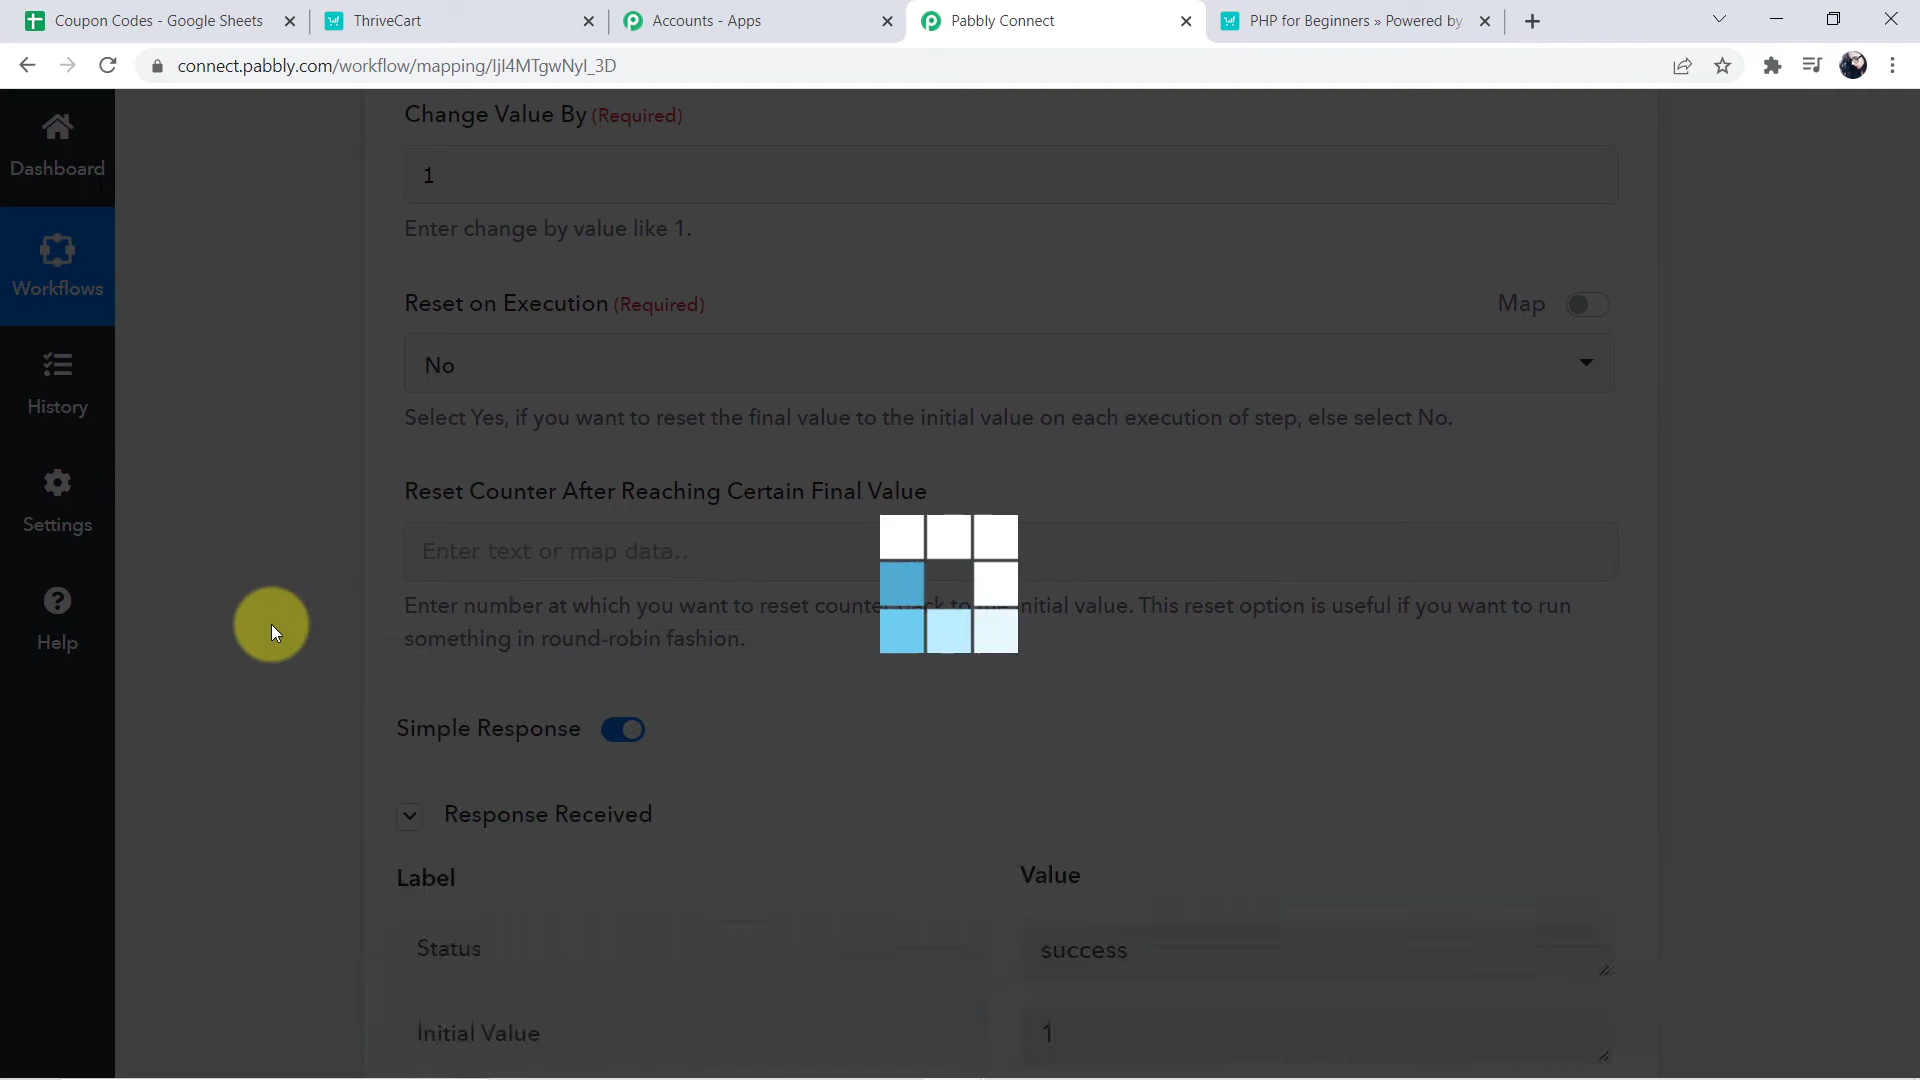 Coupon Codes - Google Sheets
ThriveCart
Accounts - Apps
Pabbly Connect
PHP for Beginners » Powered by
connect.pabbly.com/workflow/mapping/IjI4MTgwNyI_3D
Dashboard
Workflows
History
Settings
Help
Change Value By (Required)
1
Enter change by value like 1.
Reset on Execution (Required)
Map
No
Select Yes, if you want to reset the final value to the initial value on each execution of step, else select No.
Reset Counter After Reaching Certain Final Value
Enter text or map data..
Enter number at which you want to reset initial value. This reset option is useful if you want to run
something in round-robin fashion.
Simple Response
Response Received
Label
Value
Status
success
Initial Value
1